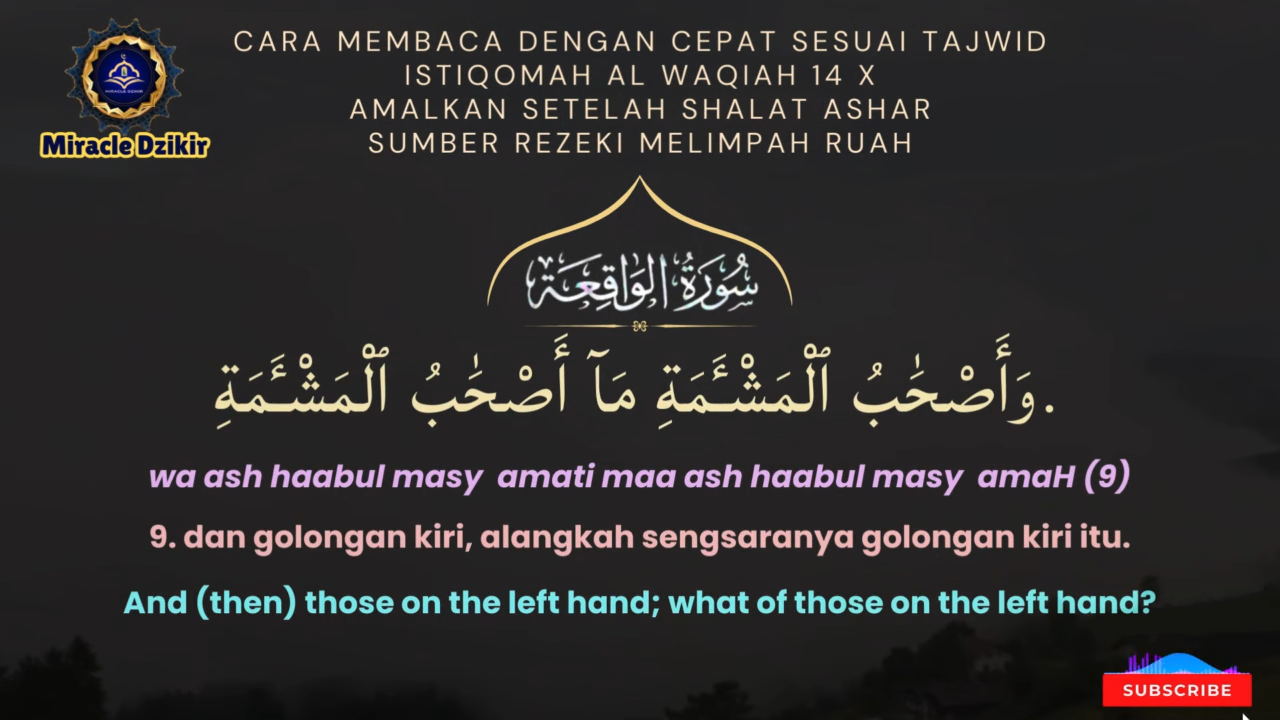 CARA MEMBACA DENGAN CEPAT SESUAI TAJWID
ISTIQOMAH AL WAQIAH 14 X
AMALKAN SETELAH SHALAT ASHAR
SUMBER REZEKI MELIMPAH RUAH
MIRACLE DZIKIR
Miracle Dzikir
سُورَةُ الوَاقِعَة
وَأَصْحَٰبُ ٱلْمَشْـَٔمَةِ مَآ أَصْحَٰبُ ٱلْمَشْـَٔمَةِ.
wa ash haabul masy amati maa ash haabul masy amaH (9)
9. dan golongan kiri, alangkah sengsaranya golongan kiri itu.
And (then) those on the left hand; what of those on the left hand?
SUBSCRIBE